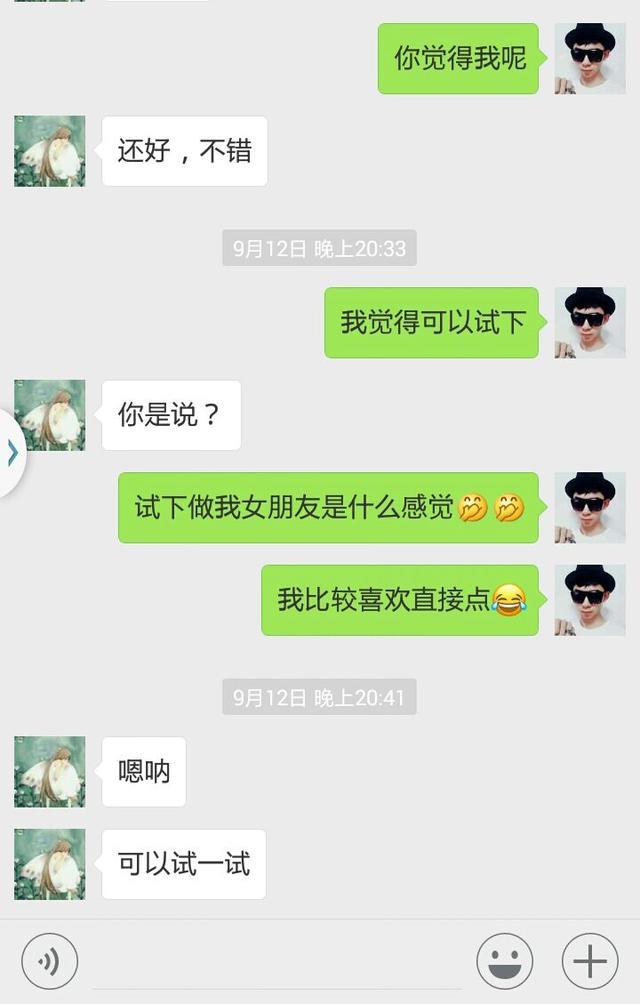 你觉得我呢
还好，不错
9月12日 晚上20:33
我觉得可以试下
你是说？
试下做我女朋友是什么感觉🤭🤭
我比较喜欢直接点😂
9月12日 晚上20:41
嗯呐
可以试一试